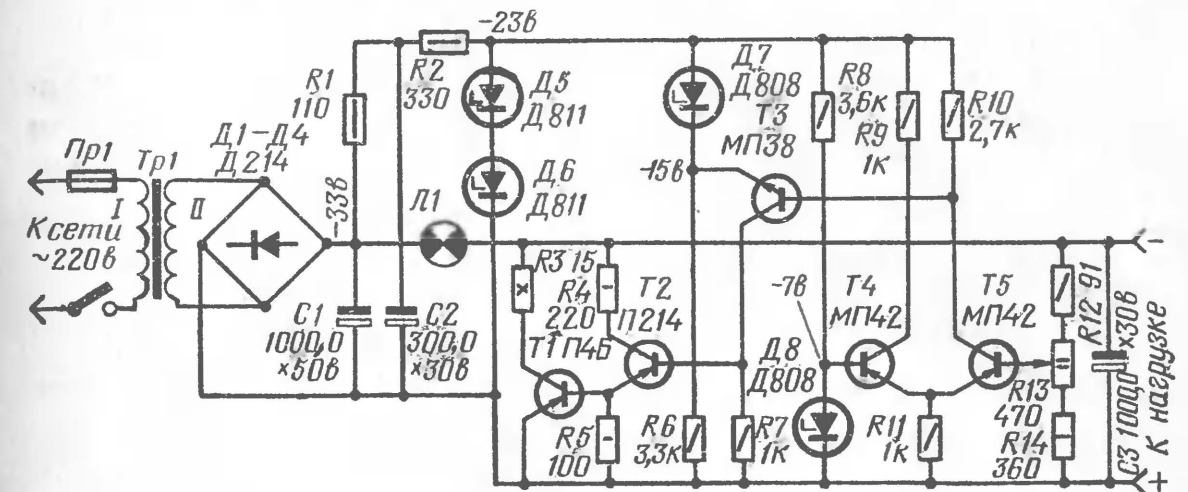 -23в
R1
110
R2
330
Д5
Д811
Д6
Д811
Д7
Д808
Т3
МП38
R8
3,6к
R9
1к
R10
2,7к
Пр1
Тр1
Д1-Д4
Д214
I
II
К сети
~220в
-33в
Л1
-15в
-
C1
1000,0
×50в
C2
300,0
×30в
R3 15
R4
220
Т1 П4Б
Т2
П214
-7в
Т4
МП42
Т5
МП42
R12 91
Д8
Д808
R5
100
R6
3,3к
R7
1к
R11
1к
R13
470
R14
360
C3 1000,0 ×30в
+ К нагрузке